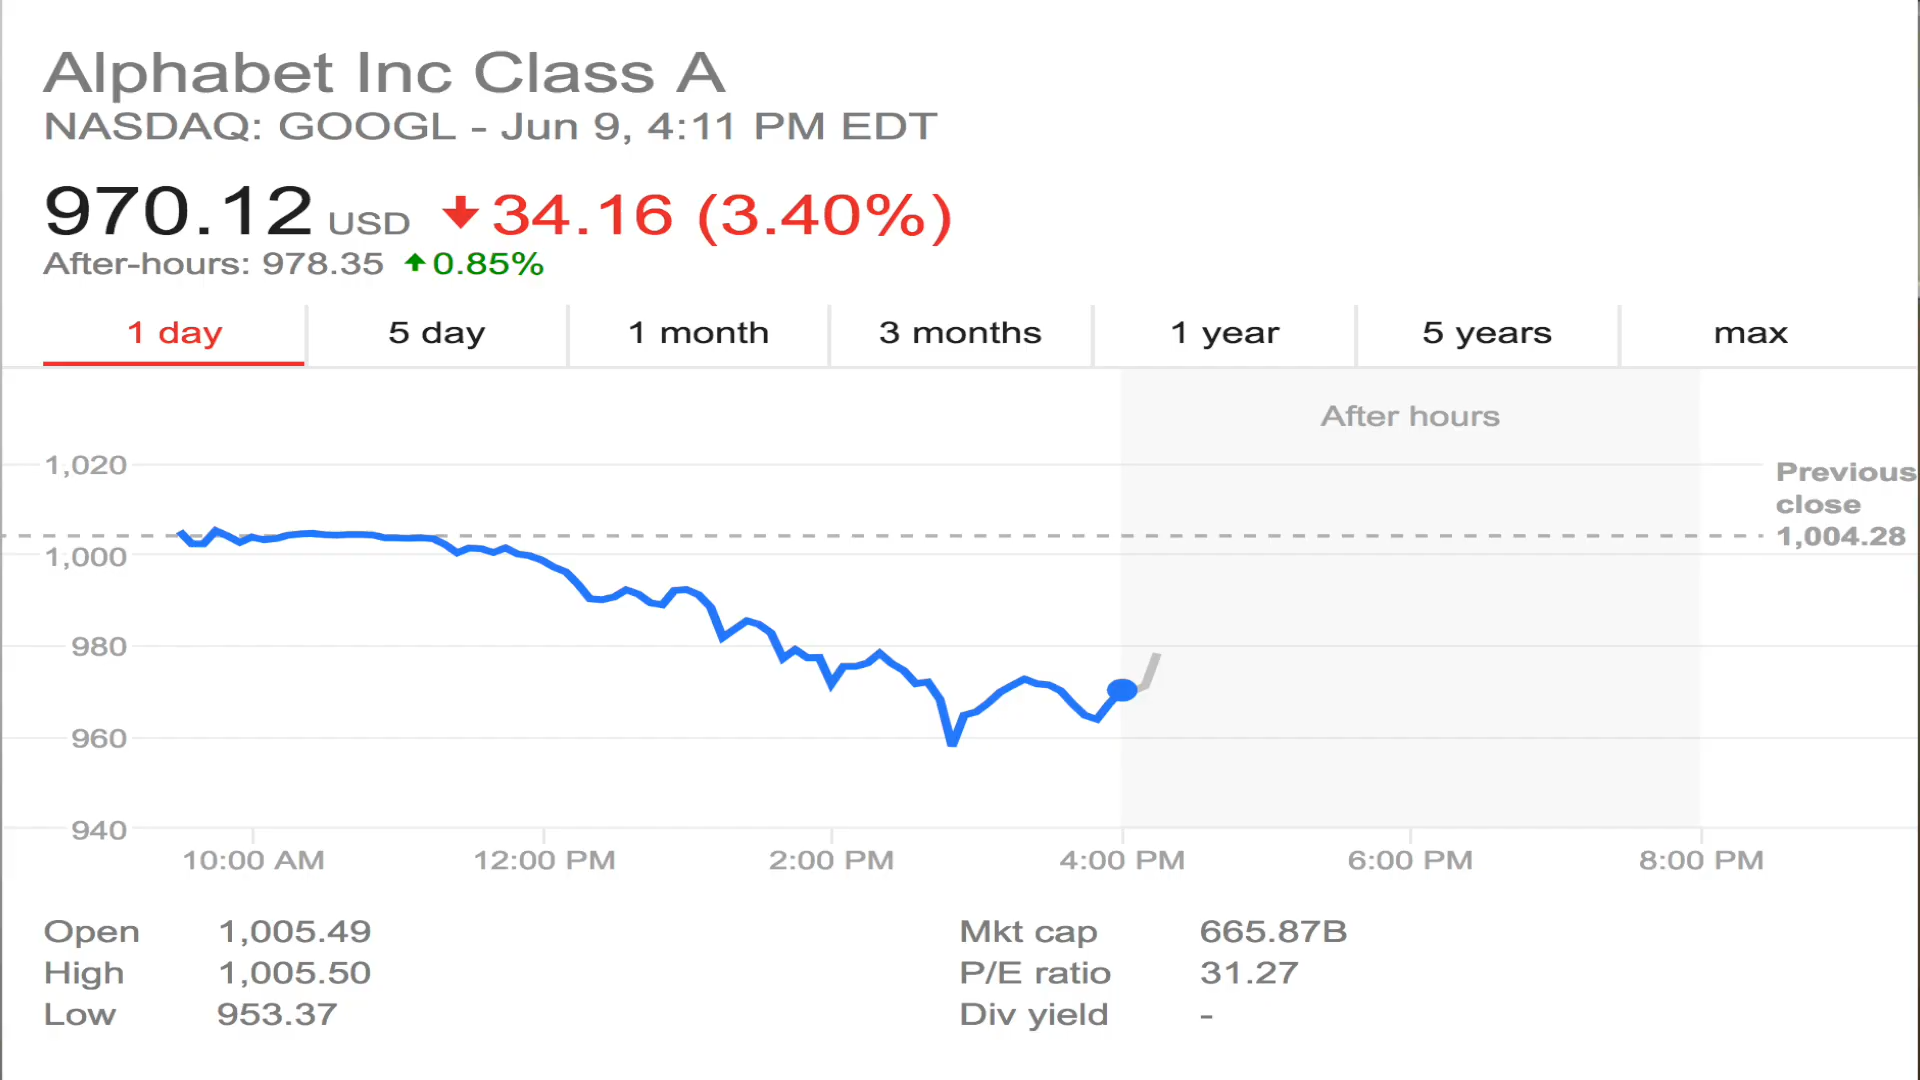 Alphabet Inc Class A
NASDAQ: GOOGL - Jun 9, 4:11 PM EDT
970.12 USD 34.16 (3.40%)
After-hours: 978.35 0.85%
1 day 5 day 1 month 3 months 1 year 5 years max
After hours
1,020
Previous
close
1,004.28
1,000
980
960
940
10:00 AM 12:00 PM 2:00 PM 4:00 PM 6:00 PM 8:00 PM
Open 1,005.49 Mkt cap 665.87B
High 1,005.50 P/E ratio 31.27
Low 953.37 Div yield -